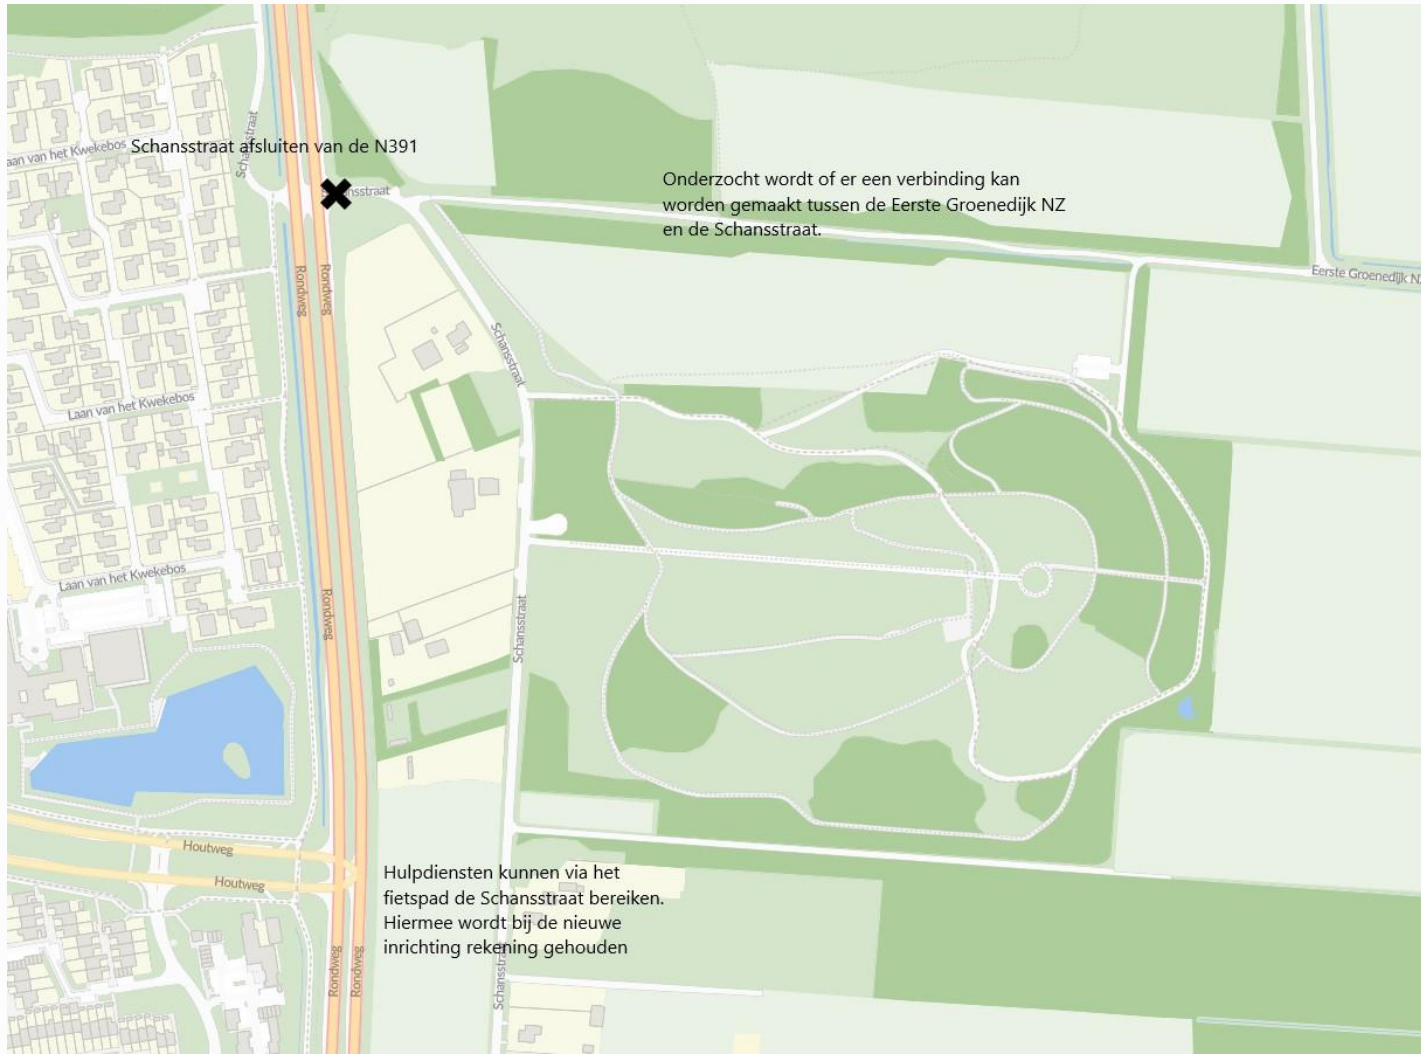 Schansstraat
aan van het Kwekebos
Schansstraat afsluiten van de N391
Onderzocht wordt of er een verbinding kan
worden gemaakt tussen de Eerste Groenedijk NZ
en de Schansstraat.
Eerste Groenedijk NZ
Rondweg
Rondweg
Schansstraat
Laan van het Kwekebos
Laan van het Kwekebos
Rondweg
Schansstraat
Houtweg
Houtweg
Hulpdiensten kunnen via het
fietspad de Schansstraat bereiken.
Hiermee wordt bij de nieuwe
inrichting rekening gehouden
Rondweg
Rondweg
Schansstraat